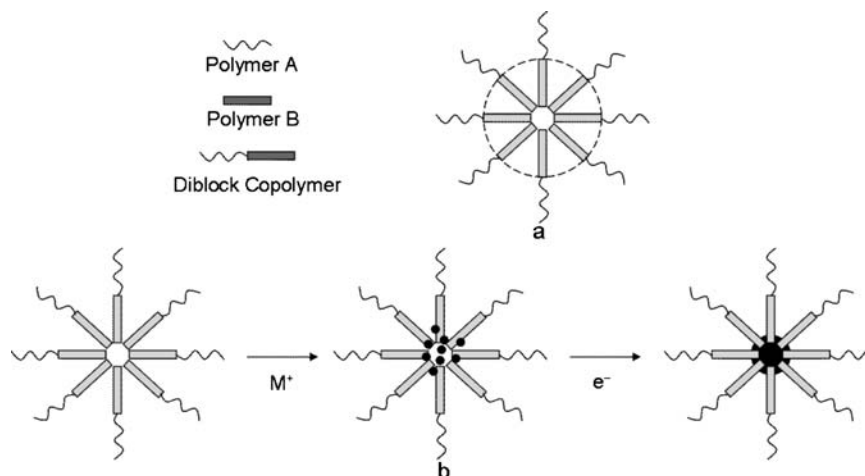 Polymer A
Polymer B
Diblock Copolymer
a
M⁺
e⁻
b